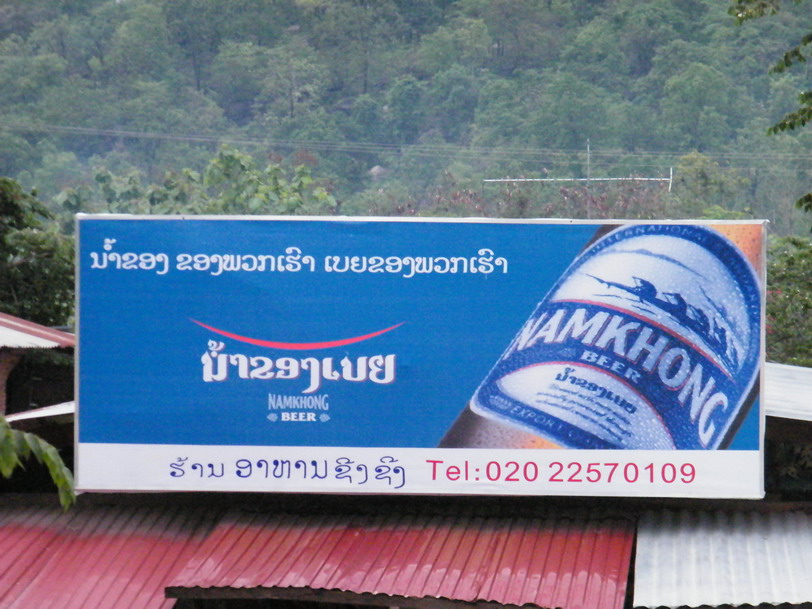 ນ້ຳຂອງ ຂອງພວກເຮົາ ເບຍຂອງພວກເຮົາ
ນ້ຳຂອງເບຍ
NAMKHONG
BEER
INTERNATIONAL
NAMKHONG
BEER
ນ້ຳຂອງເບຍ
EXPORT
ຮ້ານ ອາຫານຊືງຊືງ Tel:020 22570109